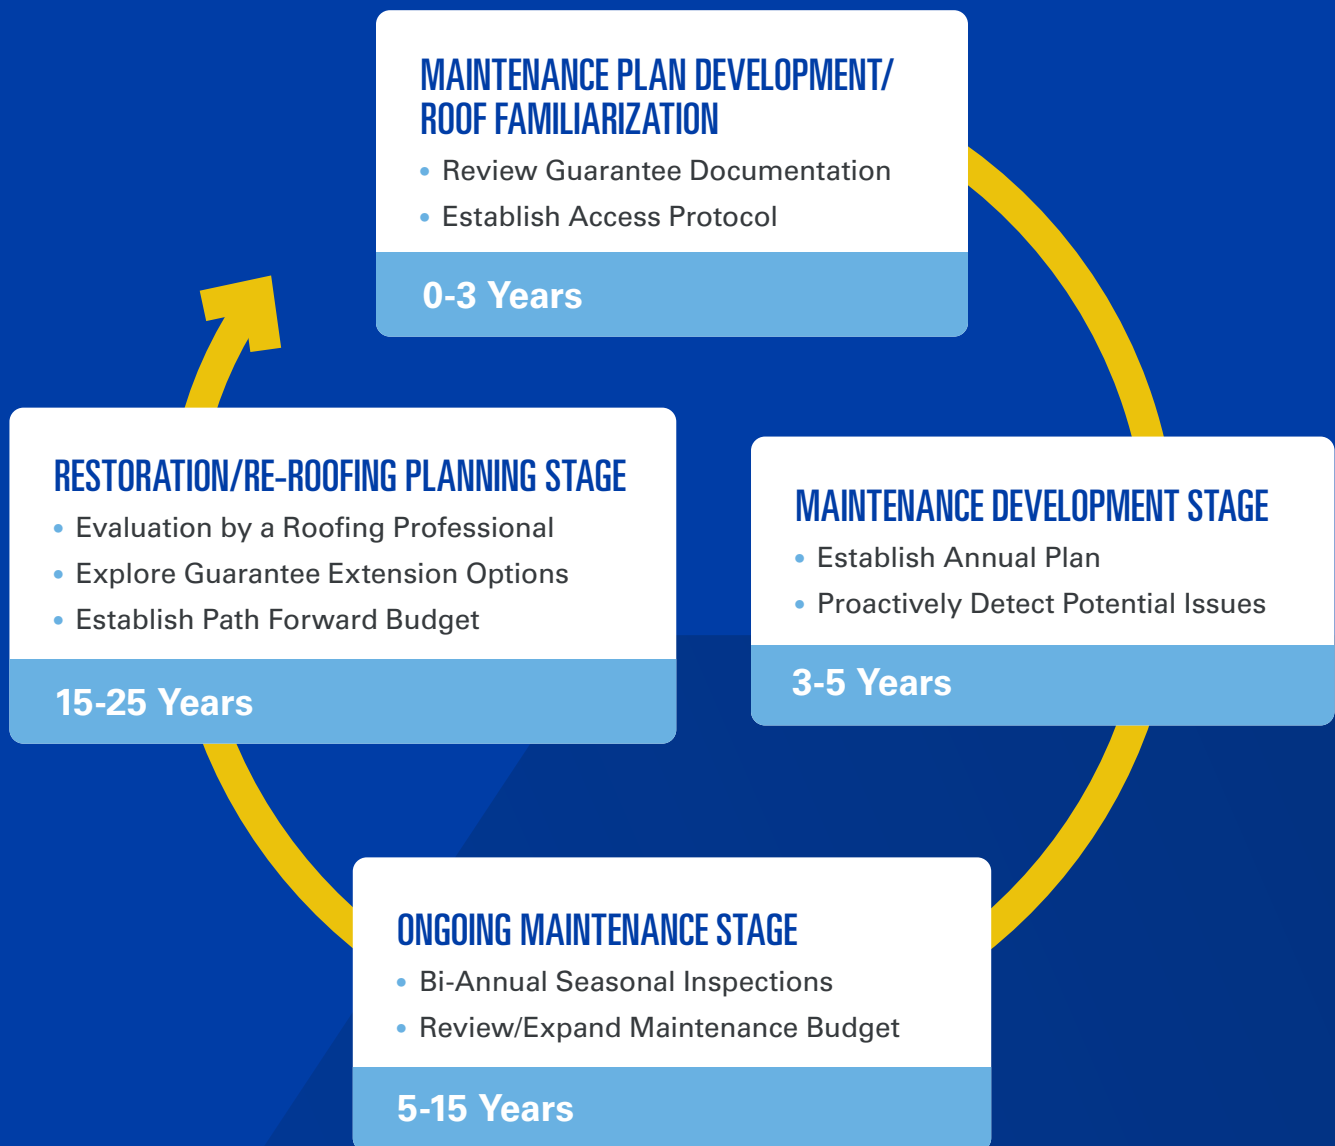 MAINTENANCE PLAN DEVELOPMENT/
ROOF FAMILIARIZATION
• Review Guarantee Documentation
• Establish Access Protocol
0-3 Years
MAINTENANCE DEVELOPMENT STAGE
• Establish Annual Plan
• Proactively Detect Potential Issues
3-5 Years
ONGOING MAINTENANCE STAGE
• Bi-Annual Seasonal Inspections
• Review/Expand Maintenance Budget
5-15 Years
RESTORATION/RE-ROOFING PLANNING STAGE
• Evaluation by a Roofing Professional
• Explore Guarantee Extension Options
• Establish Path Forward Budget
15-25 Years